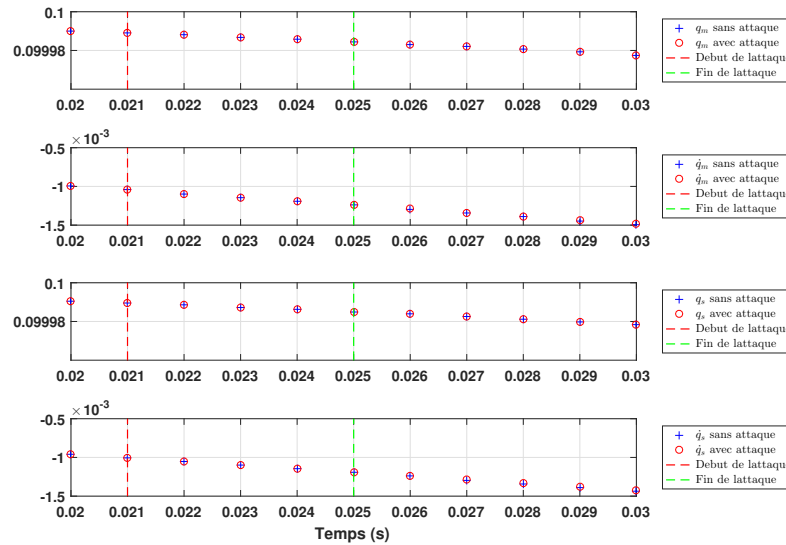 0.1
0.09998
0.02 0.021 0.022 0.023 0.024 0.025 0.026 0.027 0.028 0.029 0.03
q_m sans attaque
q_m avec attaque
Debut de lattaque
Fin de lattaque
× 10^-3
-0.5
-1
-1.5
0.02 0.021 0.022 0.023 0.024 0.025 0.026 0.027 0.028 0.029 0.03
q̇_m sans attaque
q̇_m avec attaque
Debut de lattaque
Fin de lattaque
0.1
0.09998
0.02 0.021 0.022 0.023 0.024 0.025 0.026 0.027 0.028 0.029 0.03
q_s sans attaque
q_s avec attaque
Debut de lattaque
Fin de lattaque
× 10^-3
-0.5
-1
-1.5
0.02 0.021 0.022 0.023 0.024 0.025 0.026 0.027 0.028 0.029 0.03
q̇_s sans attaque
q̇_s avec attaque
Debut de lattaque
Fin de lattaque
Temps (s)